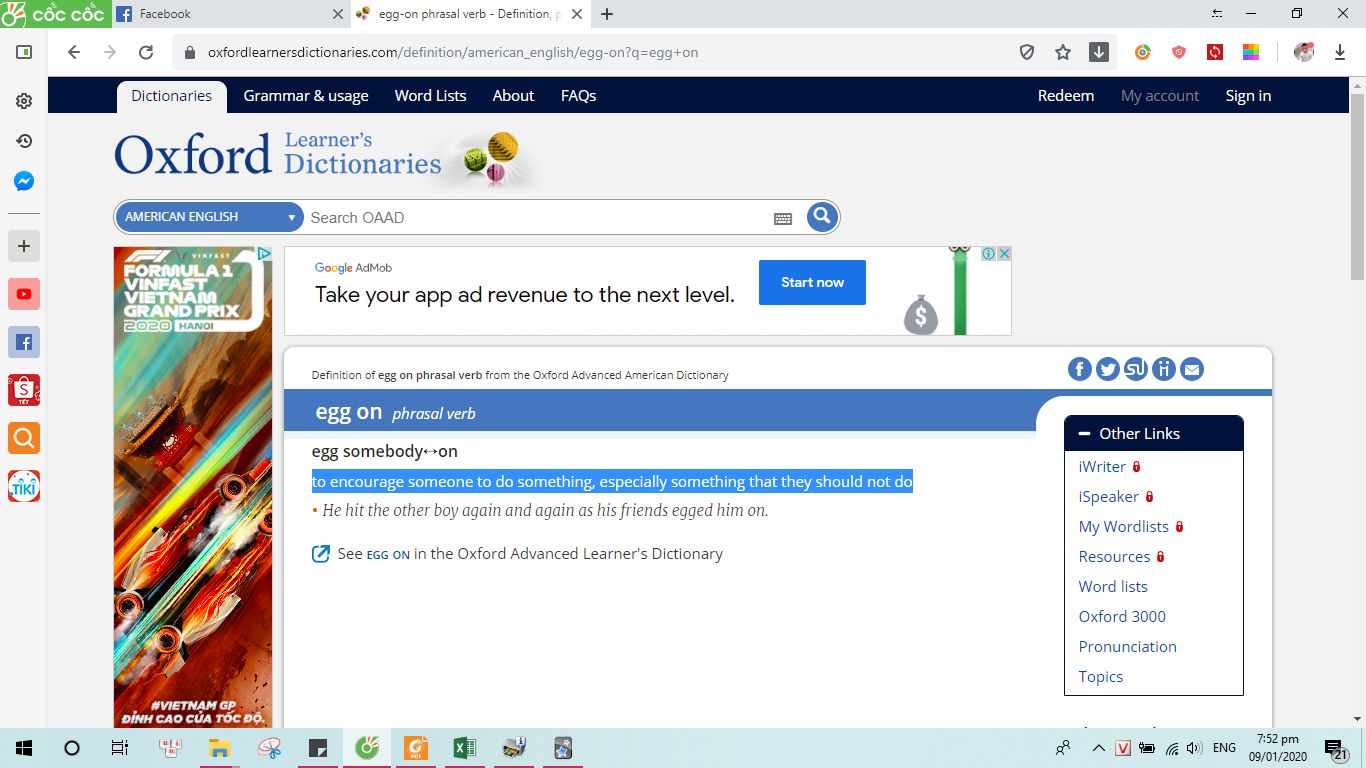 cốc cốc
Facebook
egg-on phrasal verb - Definition, p
oxfordlearnersdictionaries.com/definition/american_english/egg-on?q=egg+on
Dictionaries
Grammar & usage
Word Lists
About
FAQs
Redeem
My account
Sign in
Oxford Learner's Dictionaries
AMERICAN ENGLISH
Search OAAD
VINFAST
FORMULA 1
VINFAST
VIETNAM
GRAND PRIX
2020 HANOI
Google AdMob
Take your app ad revenue to the next level.
Start now
$
Definition of egg on phrasal verb from the Oxford Advanced American Dictionary
egg on phrasal verb
egg somebody↔on
to encourage someone to do something, especially something that they should not do
• He hit the other boy again and again as his friends egged him on.
See EGG ON in the Oxford Advanced Learner's Dictionary
Other Links
iWriter
iSpeaker
My Wordlists
Resources
Word lists
Oxford 3000
Pronunciation
Topics
TẾT
TIKI
#VIETNAM GP
ĐỈNH CAO CỦA TỐC ĐỘ.
PDF
V
ENG
7:52 pm
09/01/2020
21